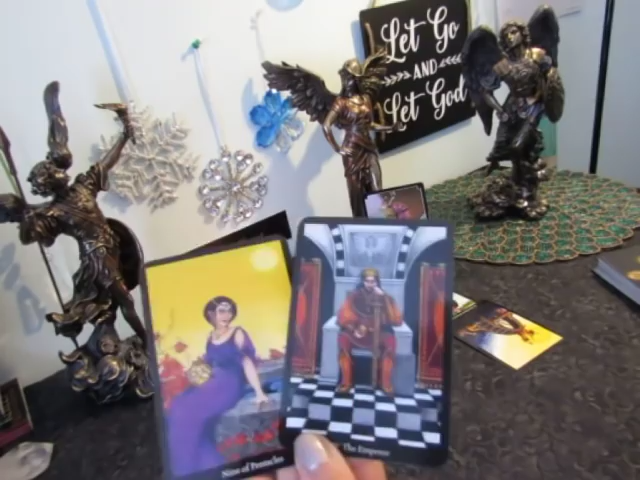 Let Go
AND
Let God
Nine of Pentacles
The Emperor